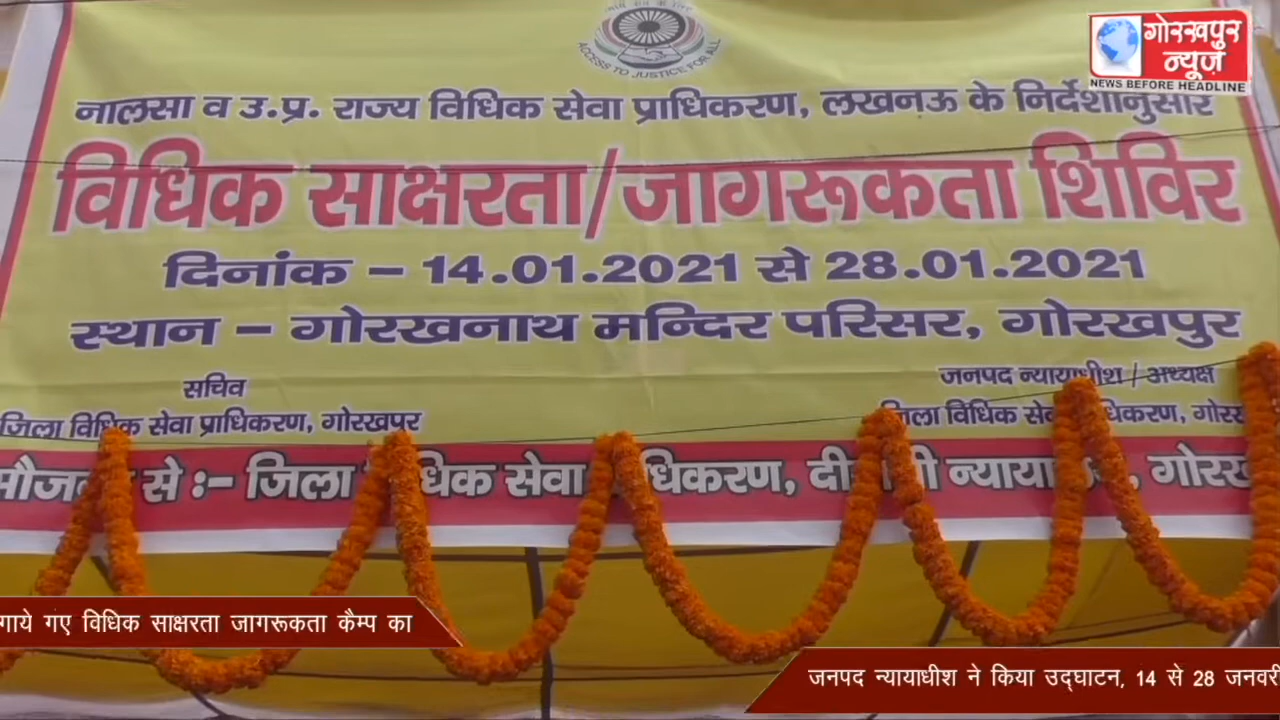 गोरखपुर
न्यूज़
NEWS BEFORE HEADLINE
ACCESS TO JUSTICE FOR ALL
नालसा व उ.प्र. राज्य विधिक सेवा प्राधिकरण, लखनऊ के निर्देशानुसार
विधिक साक्षरता/जागरूकता शिविर
दिनांक – 14.01.2021 से 28.01.2021
स्थान – गोरखनाथ मन्दिर परिसर, गोरखपुर
सचिव
जिला विधिक सेवा प्राधिकरण, गोरखपुर
जनपद न्यायाधीश / अध्यक्ष
जिला विधिक सेवा प्राधिकरण, गोर
से :– जिला विधिक सेवा प्राधिकरण, दीवानी न्यायालय, गोरख
गाये गए विधिक साक्षरता जागरूकता कैम्प का
जनपद न्यायाधीश ने किया उद्घाटन, 14 से 28 जनवरी